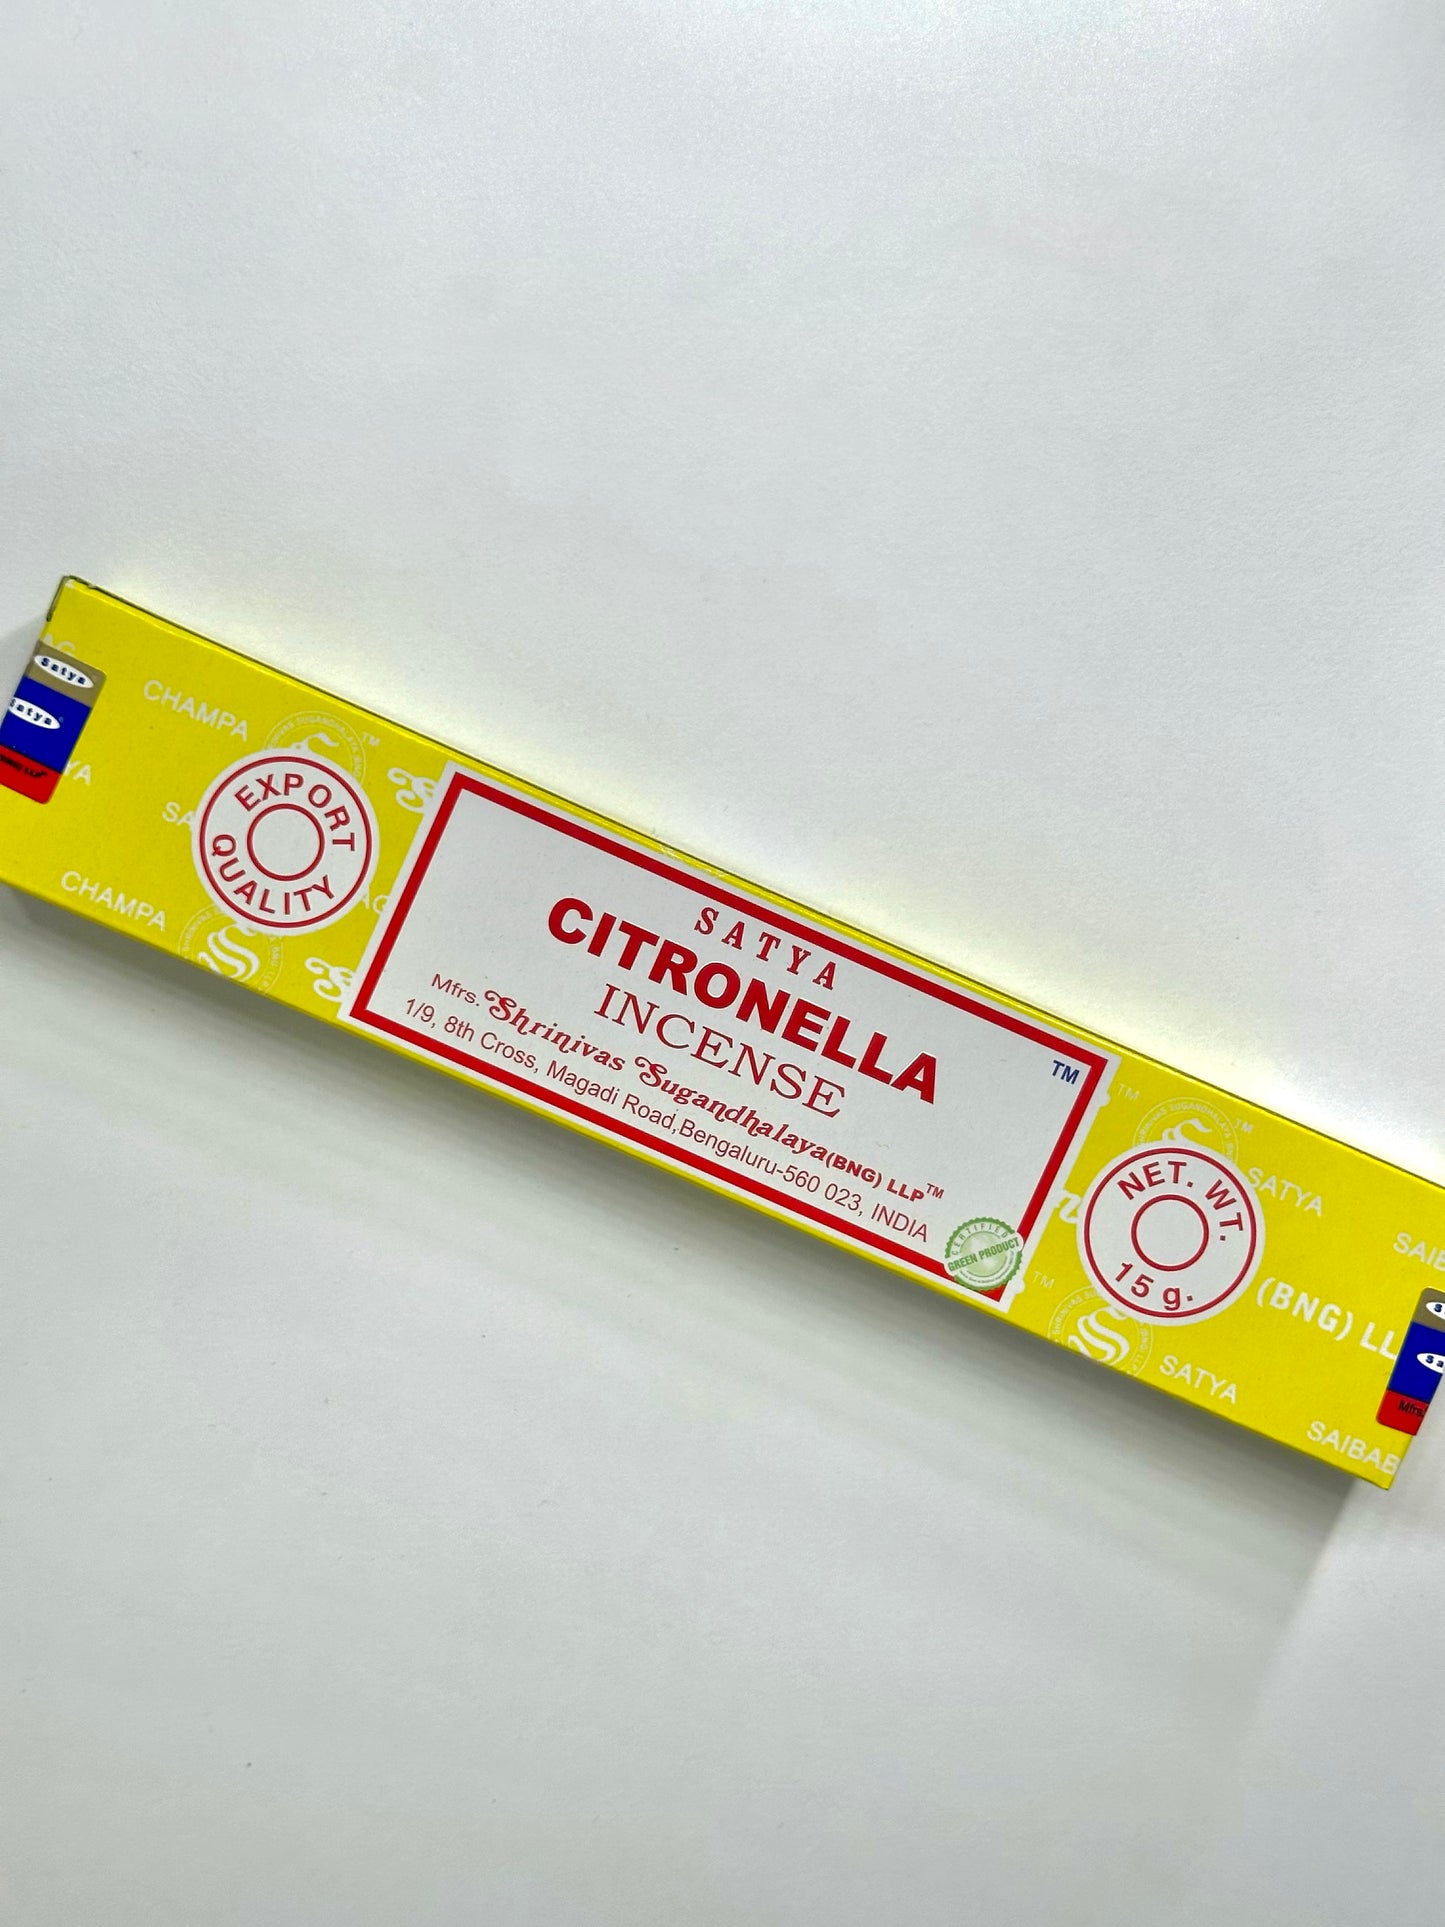 Satya
Satya
CHAMPA
CHAMPA
EXPORT
QUALITY
SATYA
CITRONELLA
INCENSE
Mfrs. Shrinivas Sugandhalaya(BNG) LLP™
1/9, 8th Cross, Magadi Road,Bengaluru-560 023, INDIA
TM
CERTIFIED
GREEN PRODUCT
NET. WT.
15 g.
SATYA
(BNG) LL
SATYA
SAIBAB
Mfrs.